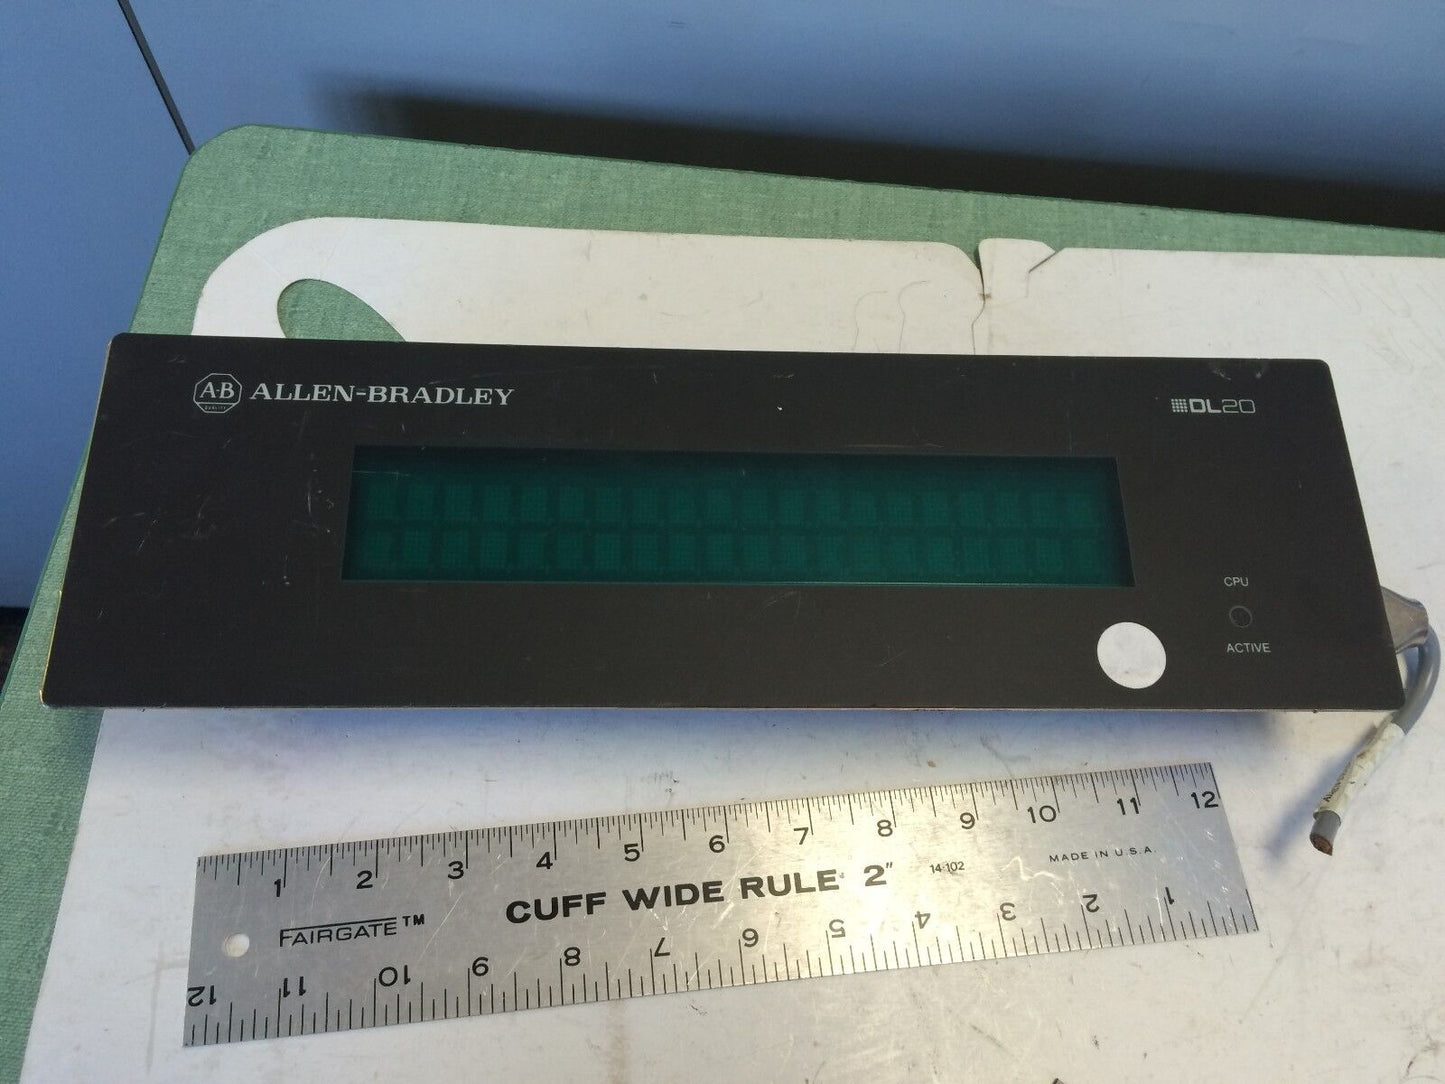 A-B
QUALITY
ALLEN-BRADLEY
DL20
CPU
ACTIVE
1 2 3 4 5 6 7 8 9 10 11 12
FAIRGATE™
CUFF WIDE RULE 2"
14-102
MADE IN U.S.A.
12 11 10 9 8 7 6 5 4 3 2 1